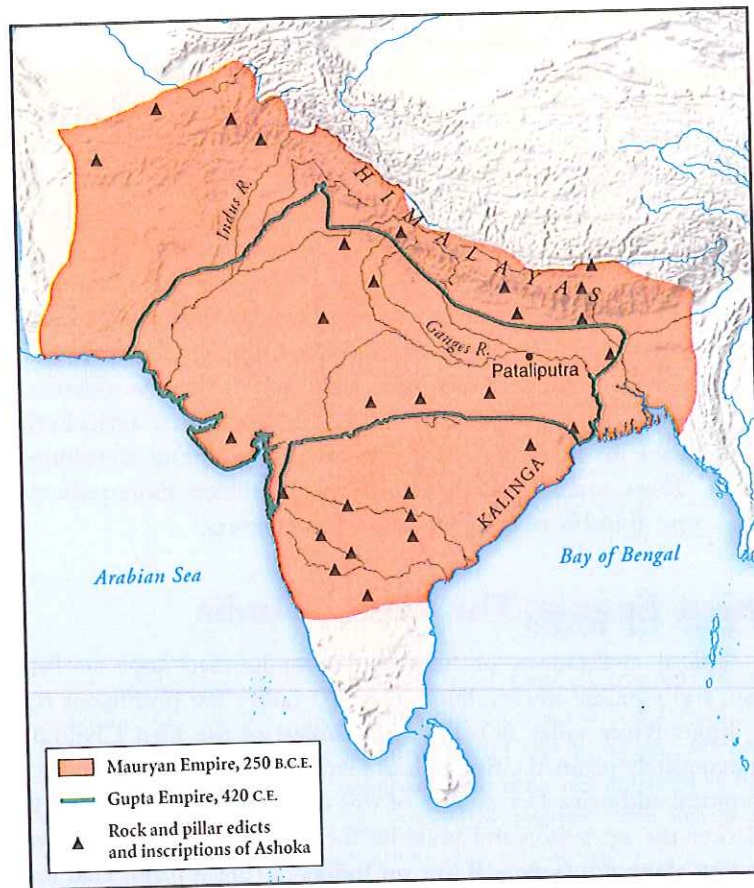 HIMALAYAS
Indus R.
Ganges R.
Pataliputra
KALINGA
Arabian Sea
Bay of Bengal
Mauryan Empire, 250 B.C.E.
Gupta Empire, 420 C.E.
Rock and pillar edicts
and inscriptions of Ashoka